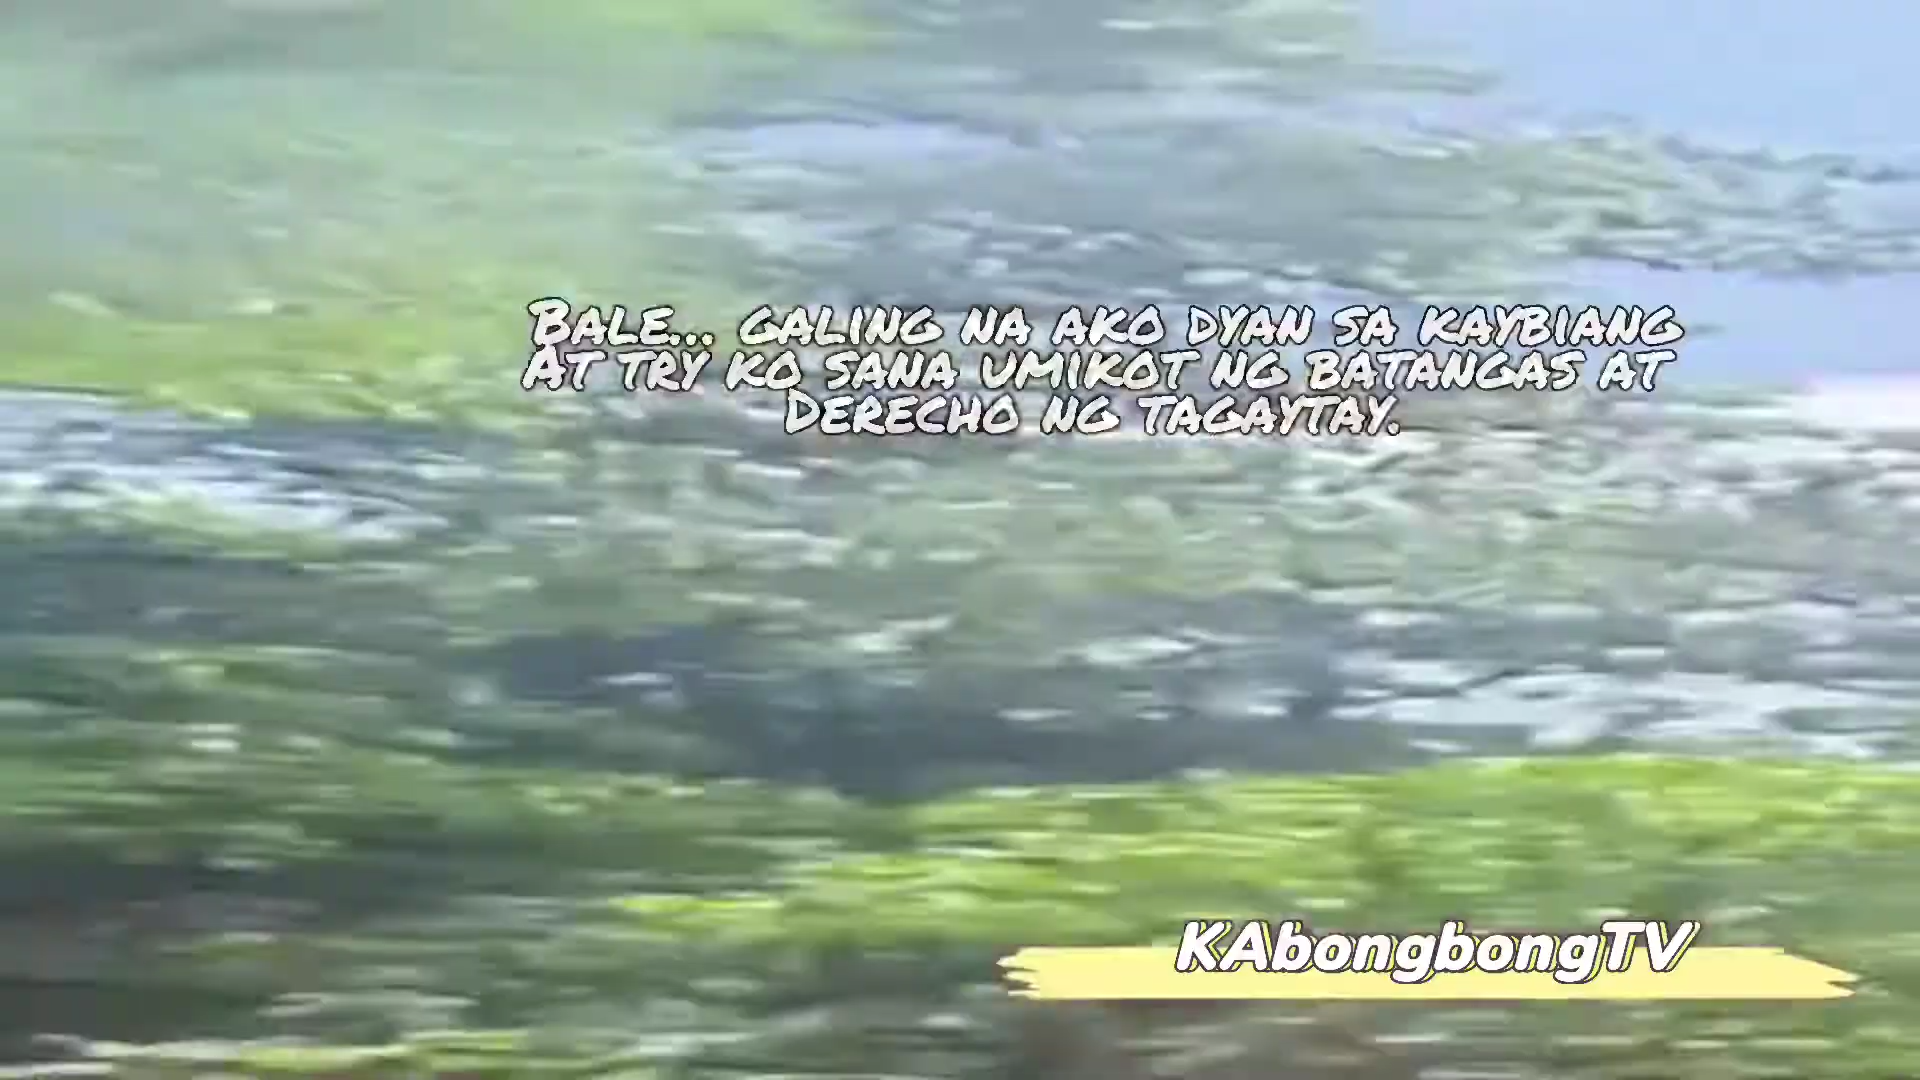 Bale... galing na ako dyan sa kaybiang
At try ko sana umikot ng batangas at
Derecho ng tagaytay.
KAbongbongTV